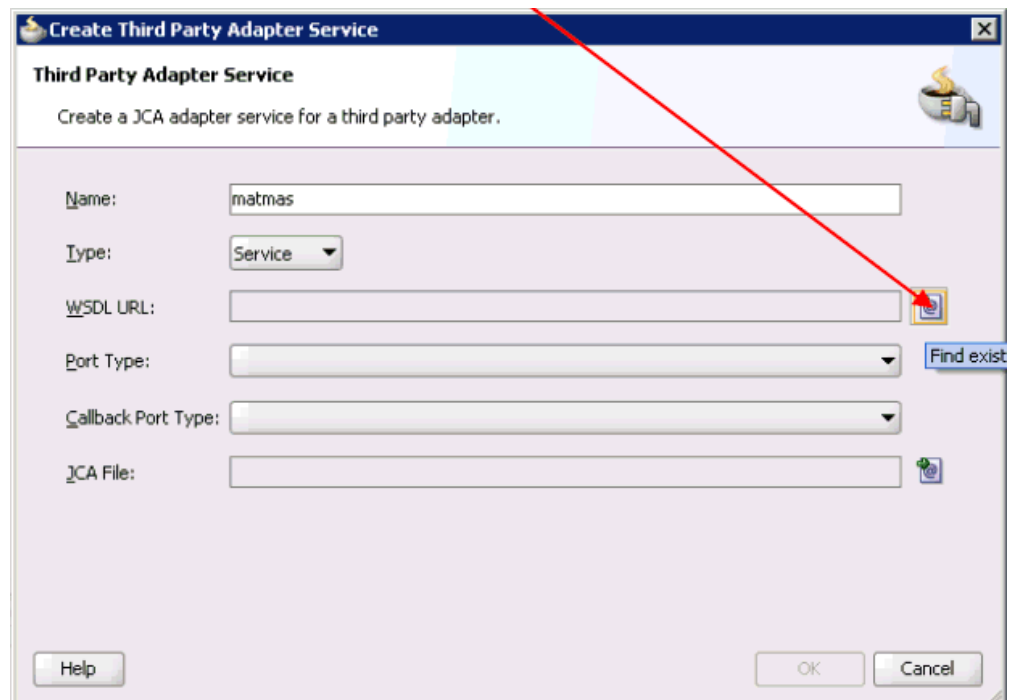 Create Third Party Adapter Service
Third Party Adapter Service
Create a JCA adapter service for a third party adapter.
Name: matmas
Type: Service
WSDL URL:
Port Type:
Find exist
Callback Port Type:
JCA File:
Help OK Cancel